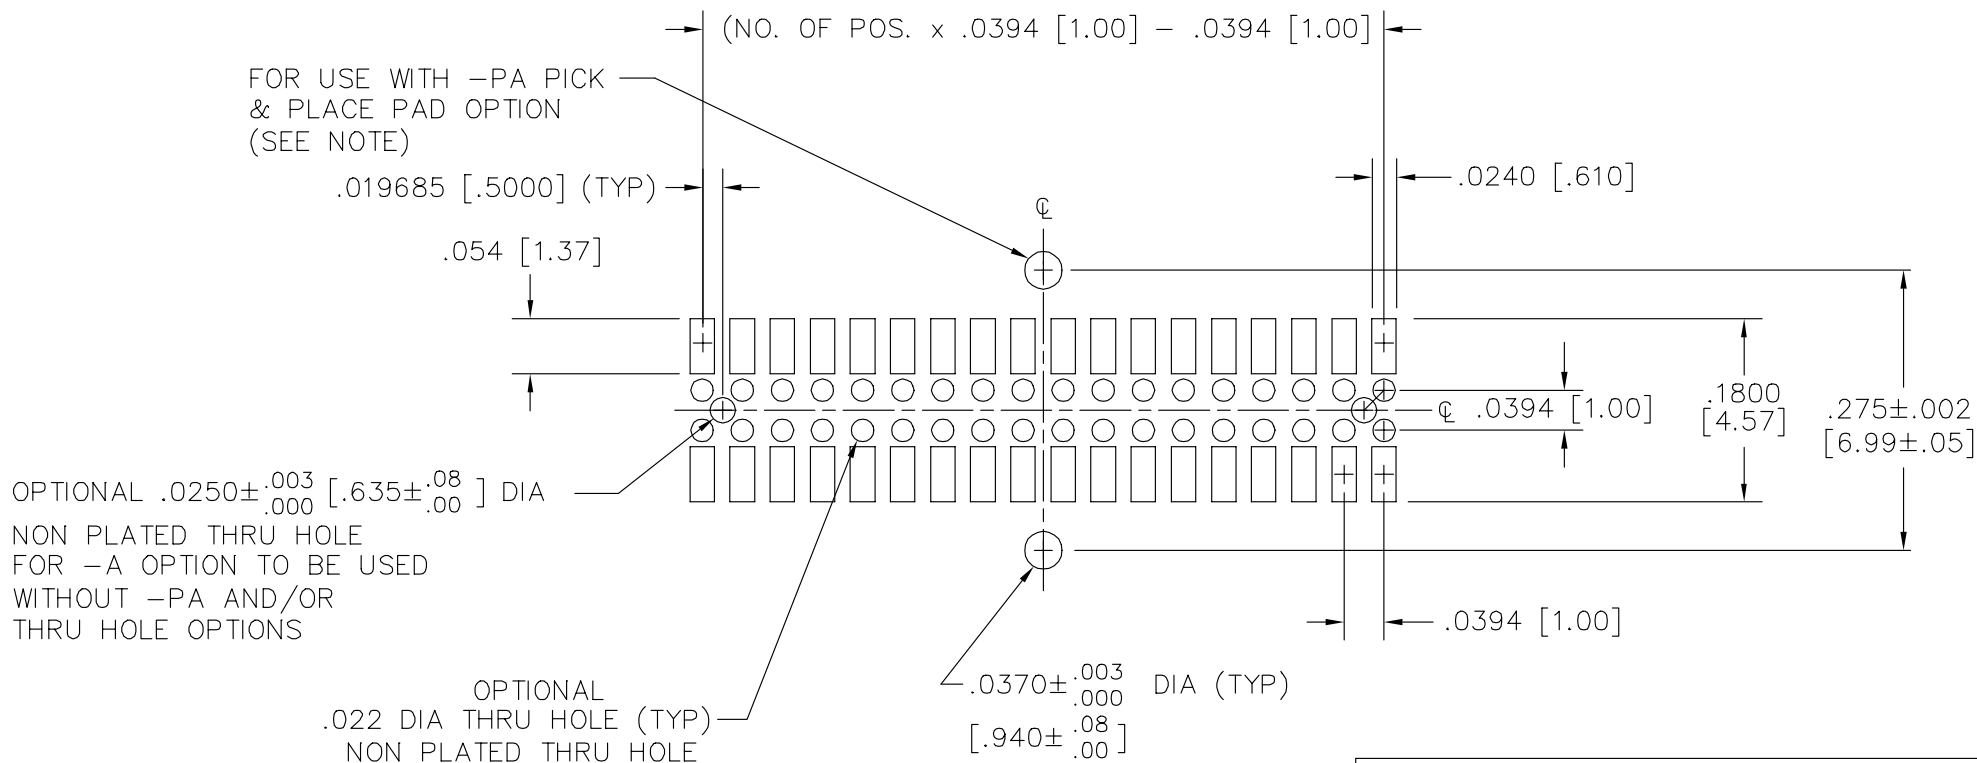 (NO. OF POS. x .0394 [1.00] − .0394 [1.00]
FOR USE WITH −PA PICK
& PLACE PAD OPTION
(SEE NOTE)
.019685 [.5000] (TYP)
.0240 [.610]
℄
.054 [1.37]
℄ .0394 [1.00]
.1800
[4.57]
.275±.002
[6.99±.05]
OPTIONAL .0250± .003 .000 [.635± .08 .00 ] DIA
NON PLATED THRU HOLE
FOR −A OPTION TO BE USED
WITHOUT −PA AND/OR
THRU HOLE OPTIONS
.0394 [1.00]
OPTIONAL
.022 DIA THRU HOLE (TYP)
NON PLATED THRU HOLE
.0370± .003 .000 DIA (TYP)
[.940± .08 .00 ]